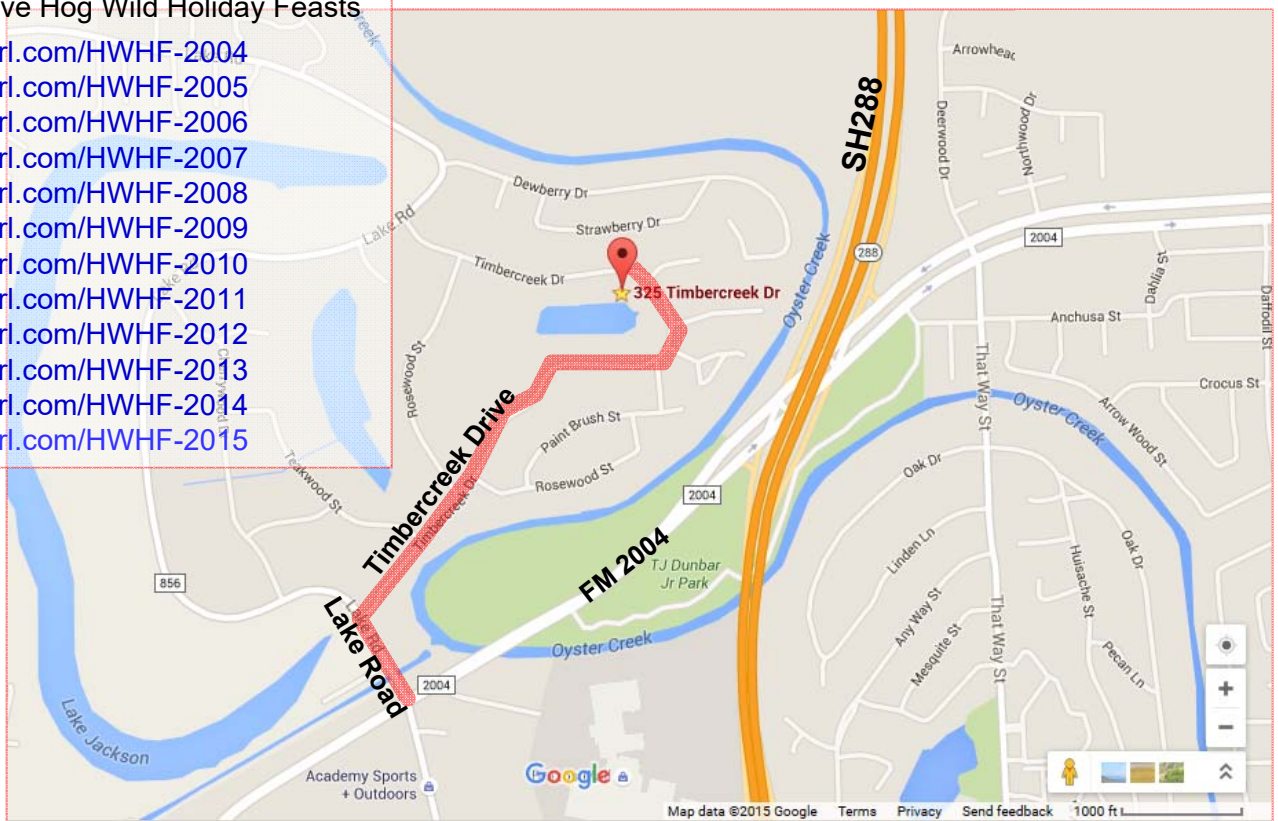 ve Hog Wild Holiday Feasts
rl.com/HWHF-2004
rl.com/HWHF-2005
rl.com/HWHF-2006
rl.com/HWHF-2007
rl.com/HWHF-2008
rl.com/HWHF-2009
rl.com/HWHF-2010
rl.com/HWHF-2011
rl.com/HWHF-2012
rl.com/HWHF-2013
rl.com/HWHF-2014
rl.com/HWHF-2015
SH288
Arrowhead
Deerwood Dr
Northwood Dr
Dewberry Dr
Strawberry Dr
Lake Rd
Timbercreek Dr
325 Timbercreek Dr
Oyster Creek
288
2004
Dahlia St
Daffodil St
Anchusa St
Rosewood St
That Way St
Crocus St
Arrow Wood St
Oyster Creek
Paint Brush St
Rosewood St
Teakwood St
Timbercreek Drive
Timbercreek Dr
2004
Oak Dr
Linden Ln
Oak Dr
Huisache St
FM 2004
TJ Dunbar
Jr Park
856
Any Way St
Mesquite St
That Way St
Pecan Ln
Lake Road
Lake Rd
Oyster Creek
2004
Lake Jackson
Academy Sports
+ Outdoors
Google
Map data ©2015 Google Terms Privacy Send feedback 1000 ft